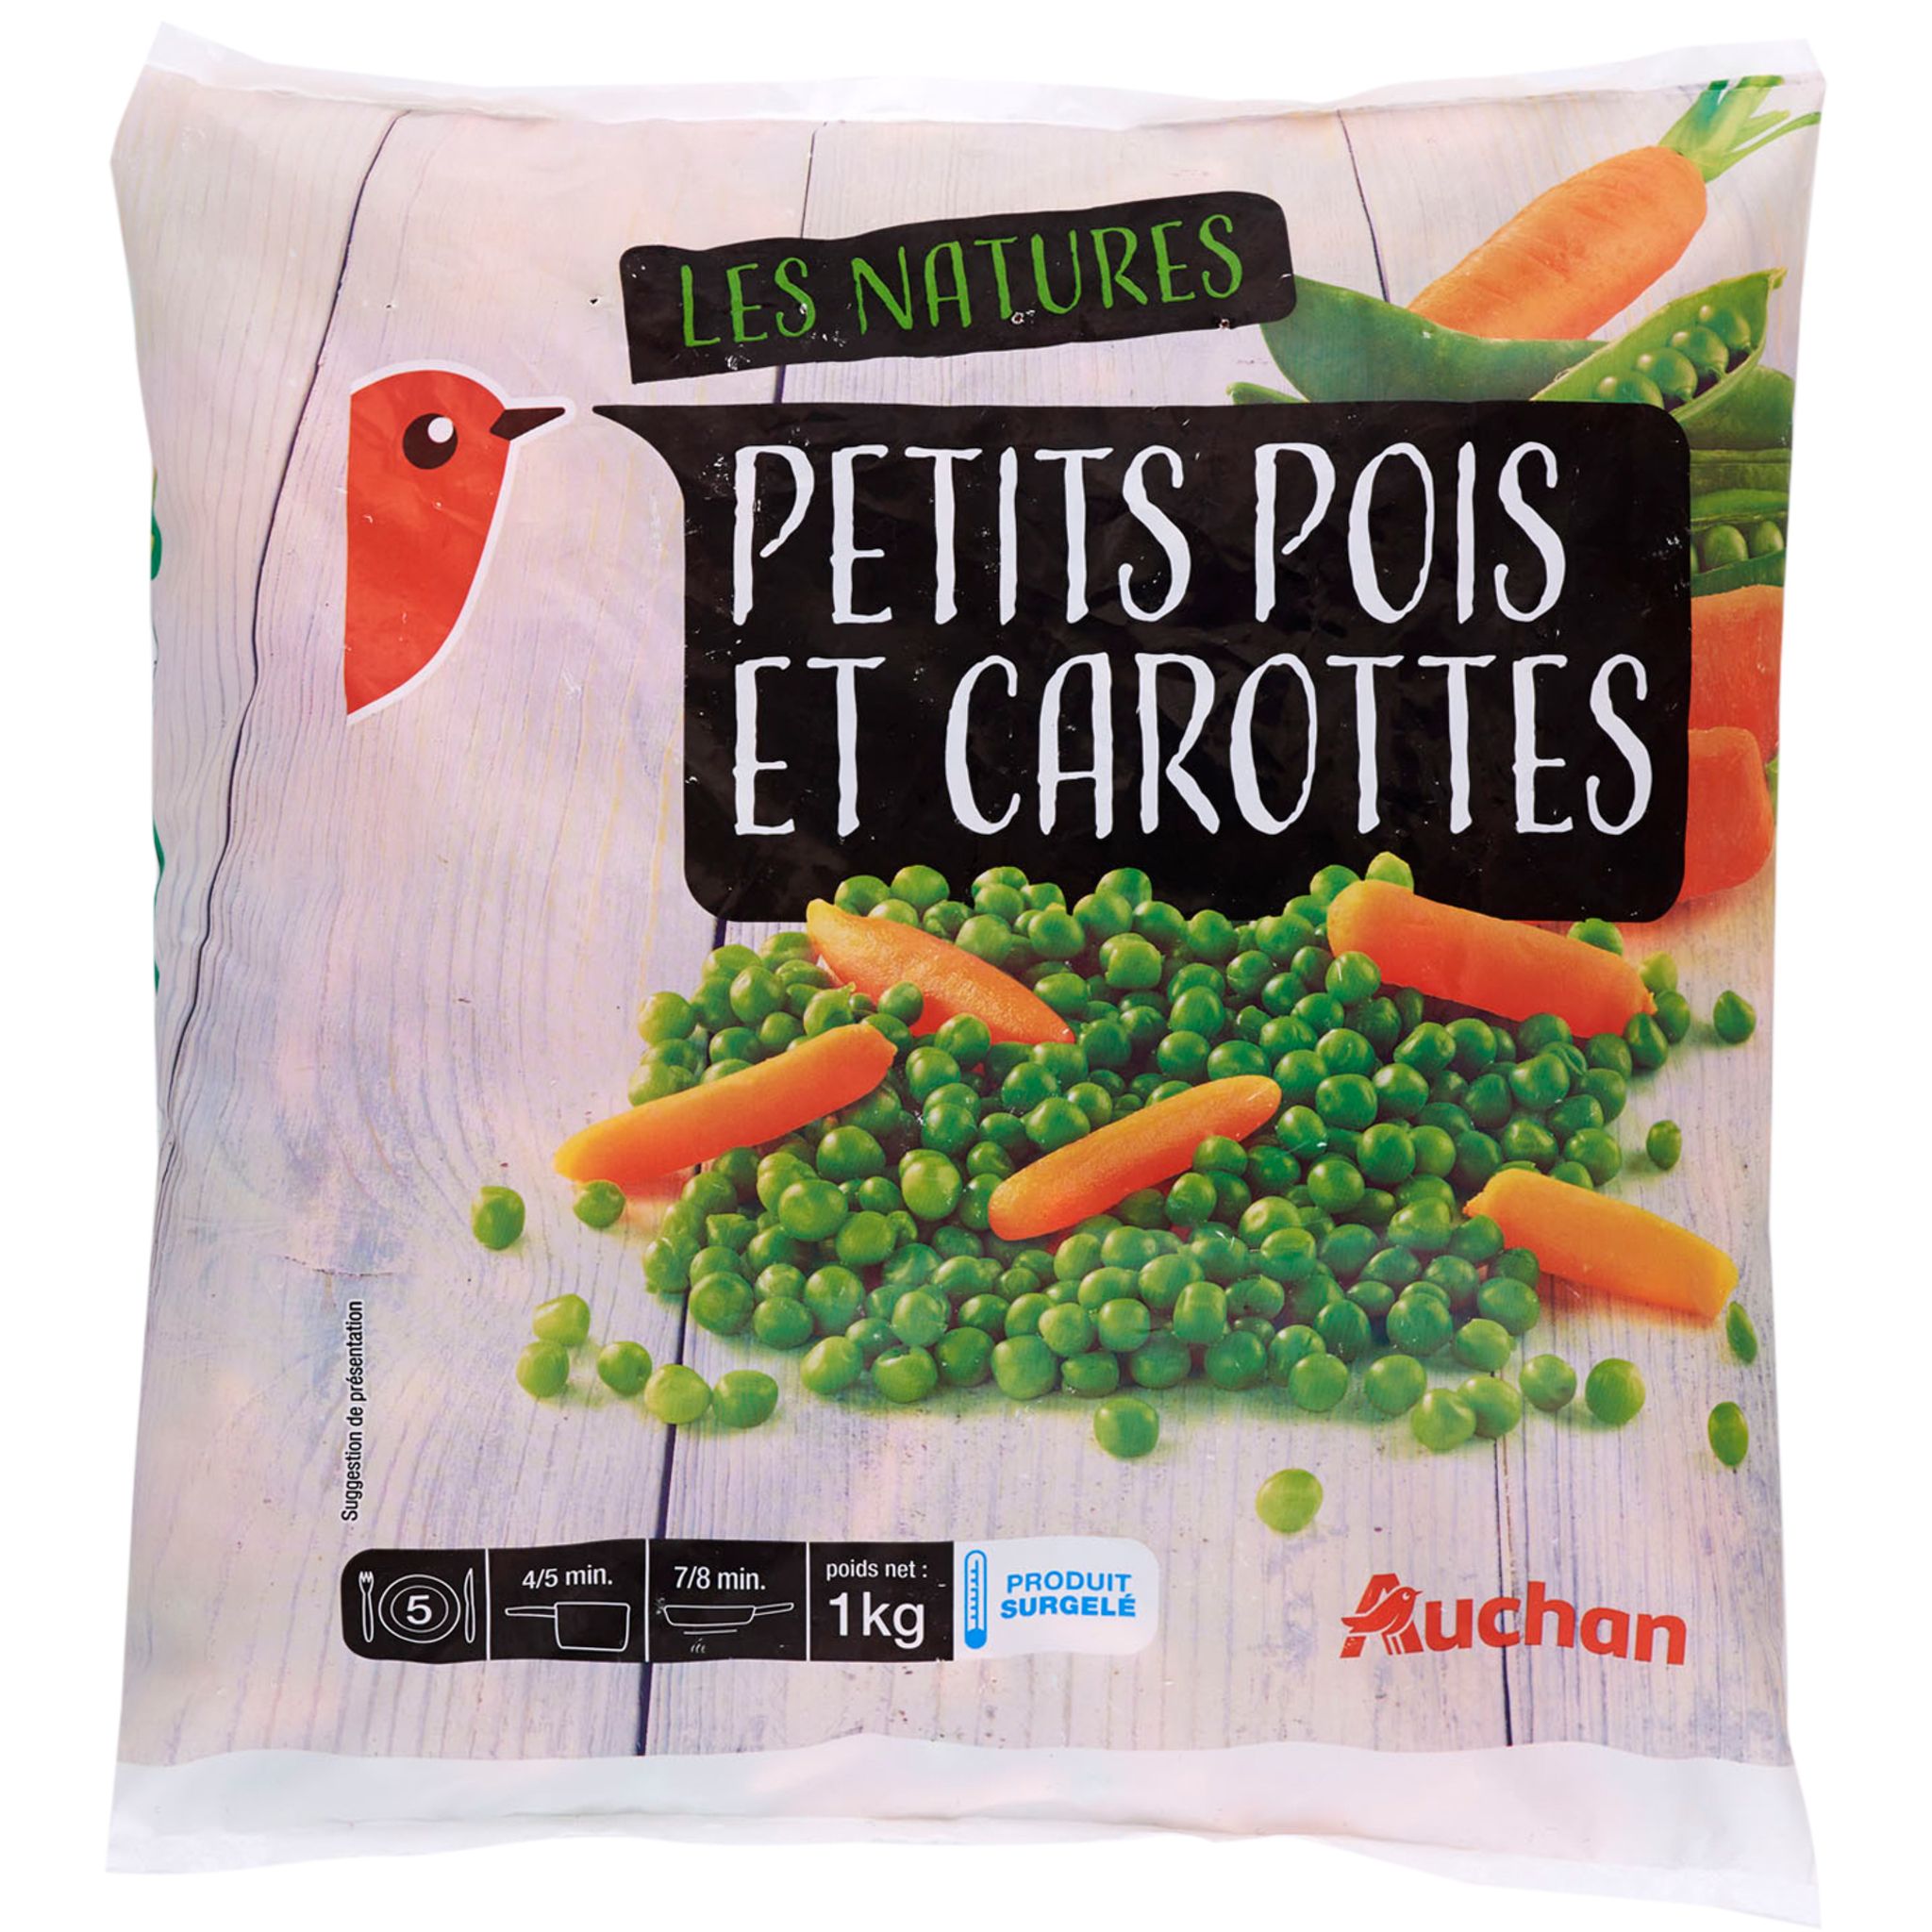 LES NATURES
PETITS POIS
ET CAROTTES
Suggestion de présentation
5
4/5 min.
7/8 min.
poids net :
1kg
PRODUIT
SURGELÉ
Auchan